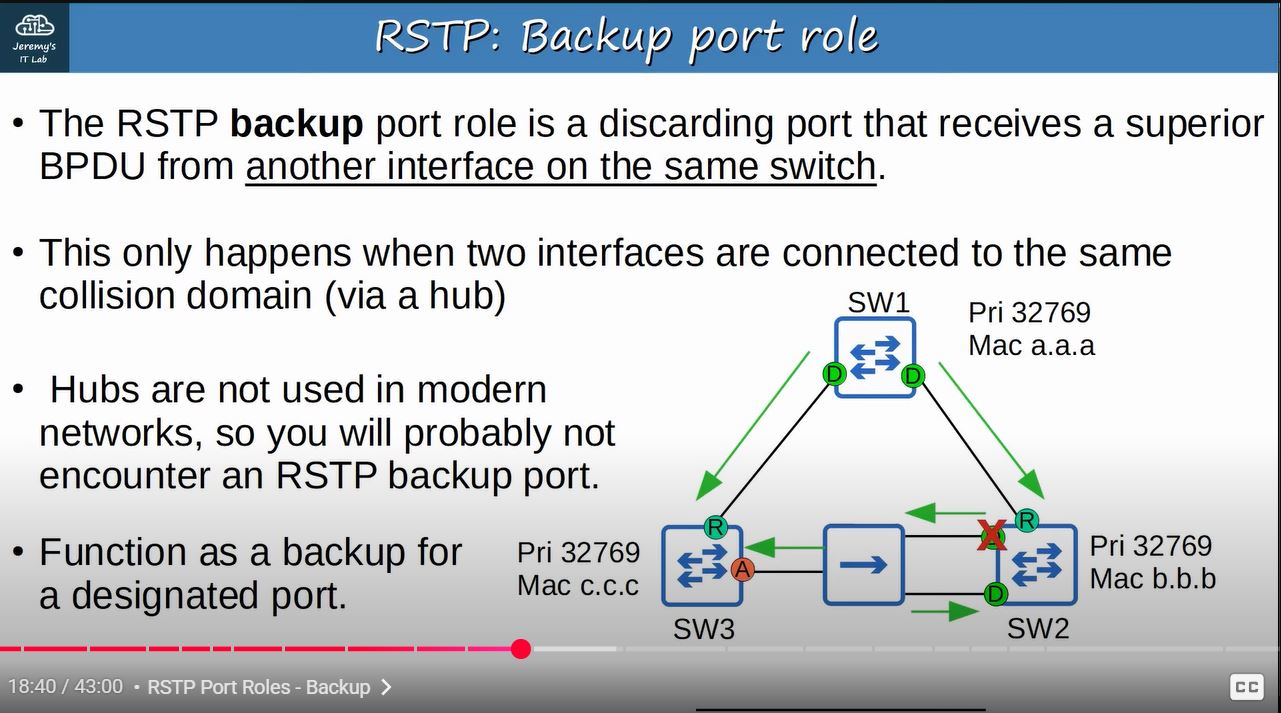 Jeremy's
IT Lab
RSTP: Backup port role
• The RSTP backup port role is a discarding port that receives a superior
BPDU from another interface on the same switch.
• This only happens when two interfaces are connected to the same
collision domain (via a hub)
• Hubs are not used in modern
networks, so you will probably not
encounter an RSTP backup port.
• Function as a backup for
a designated port.
SW1
Pri 32769
Mac a.a.a
D
D
R
R
Pri 32769
Mac c.c.c
A
X
D
Pri 32769
Mac b.b.b
SW3
SW2
18:40 / 43:00 • RSTP Port Roles - Backup
CC